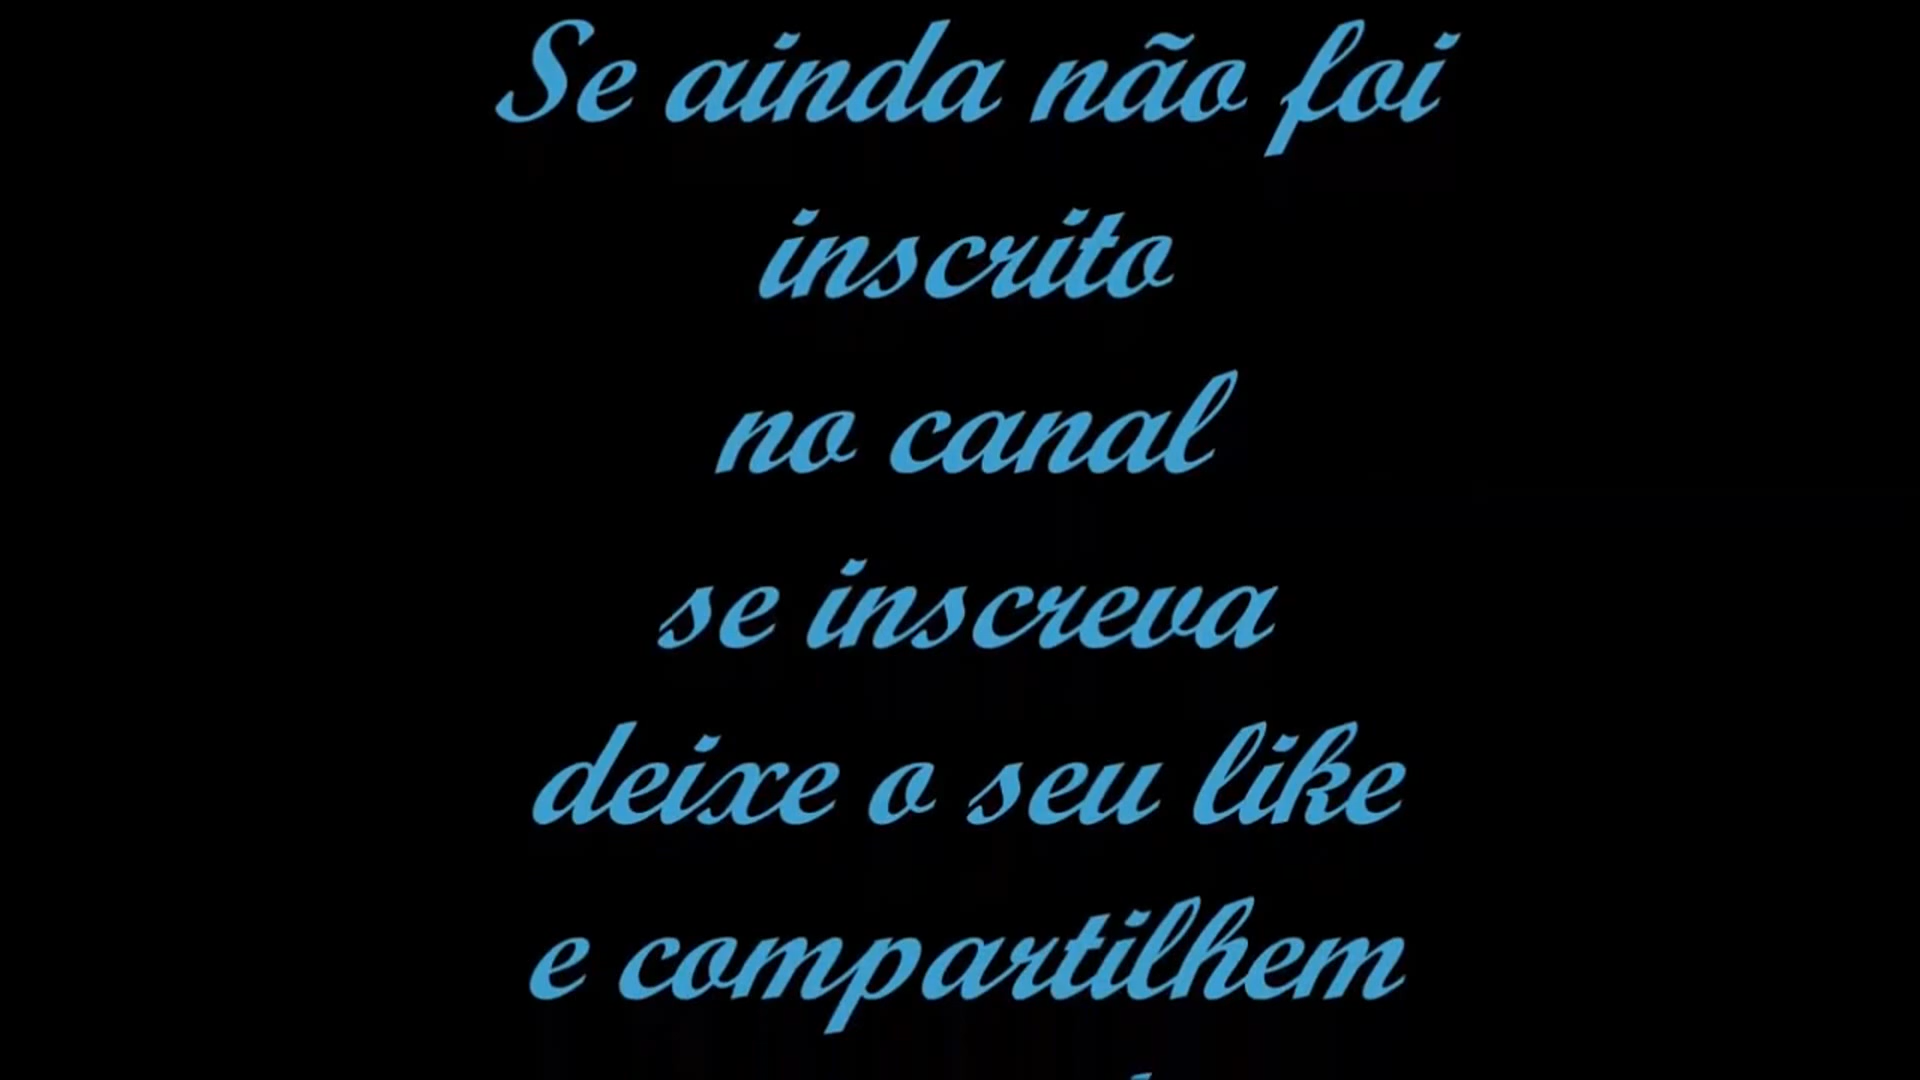 Se ainda não foi
inscrito
no canal
se inscreva
deixe o seu like
e compartilhem